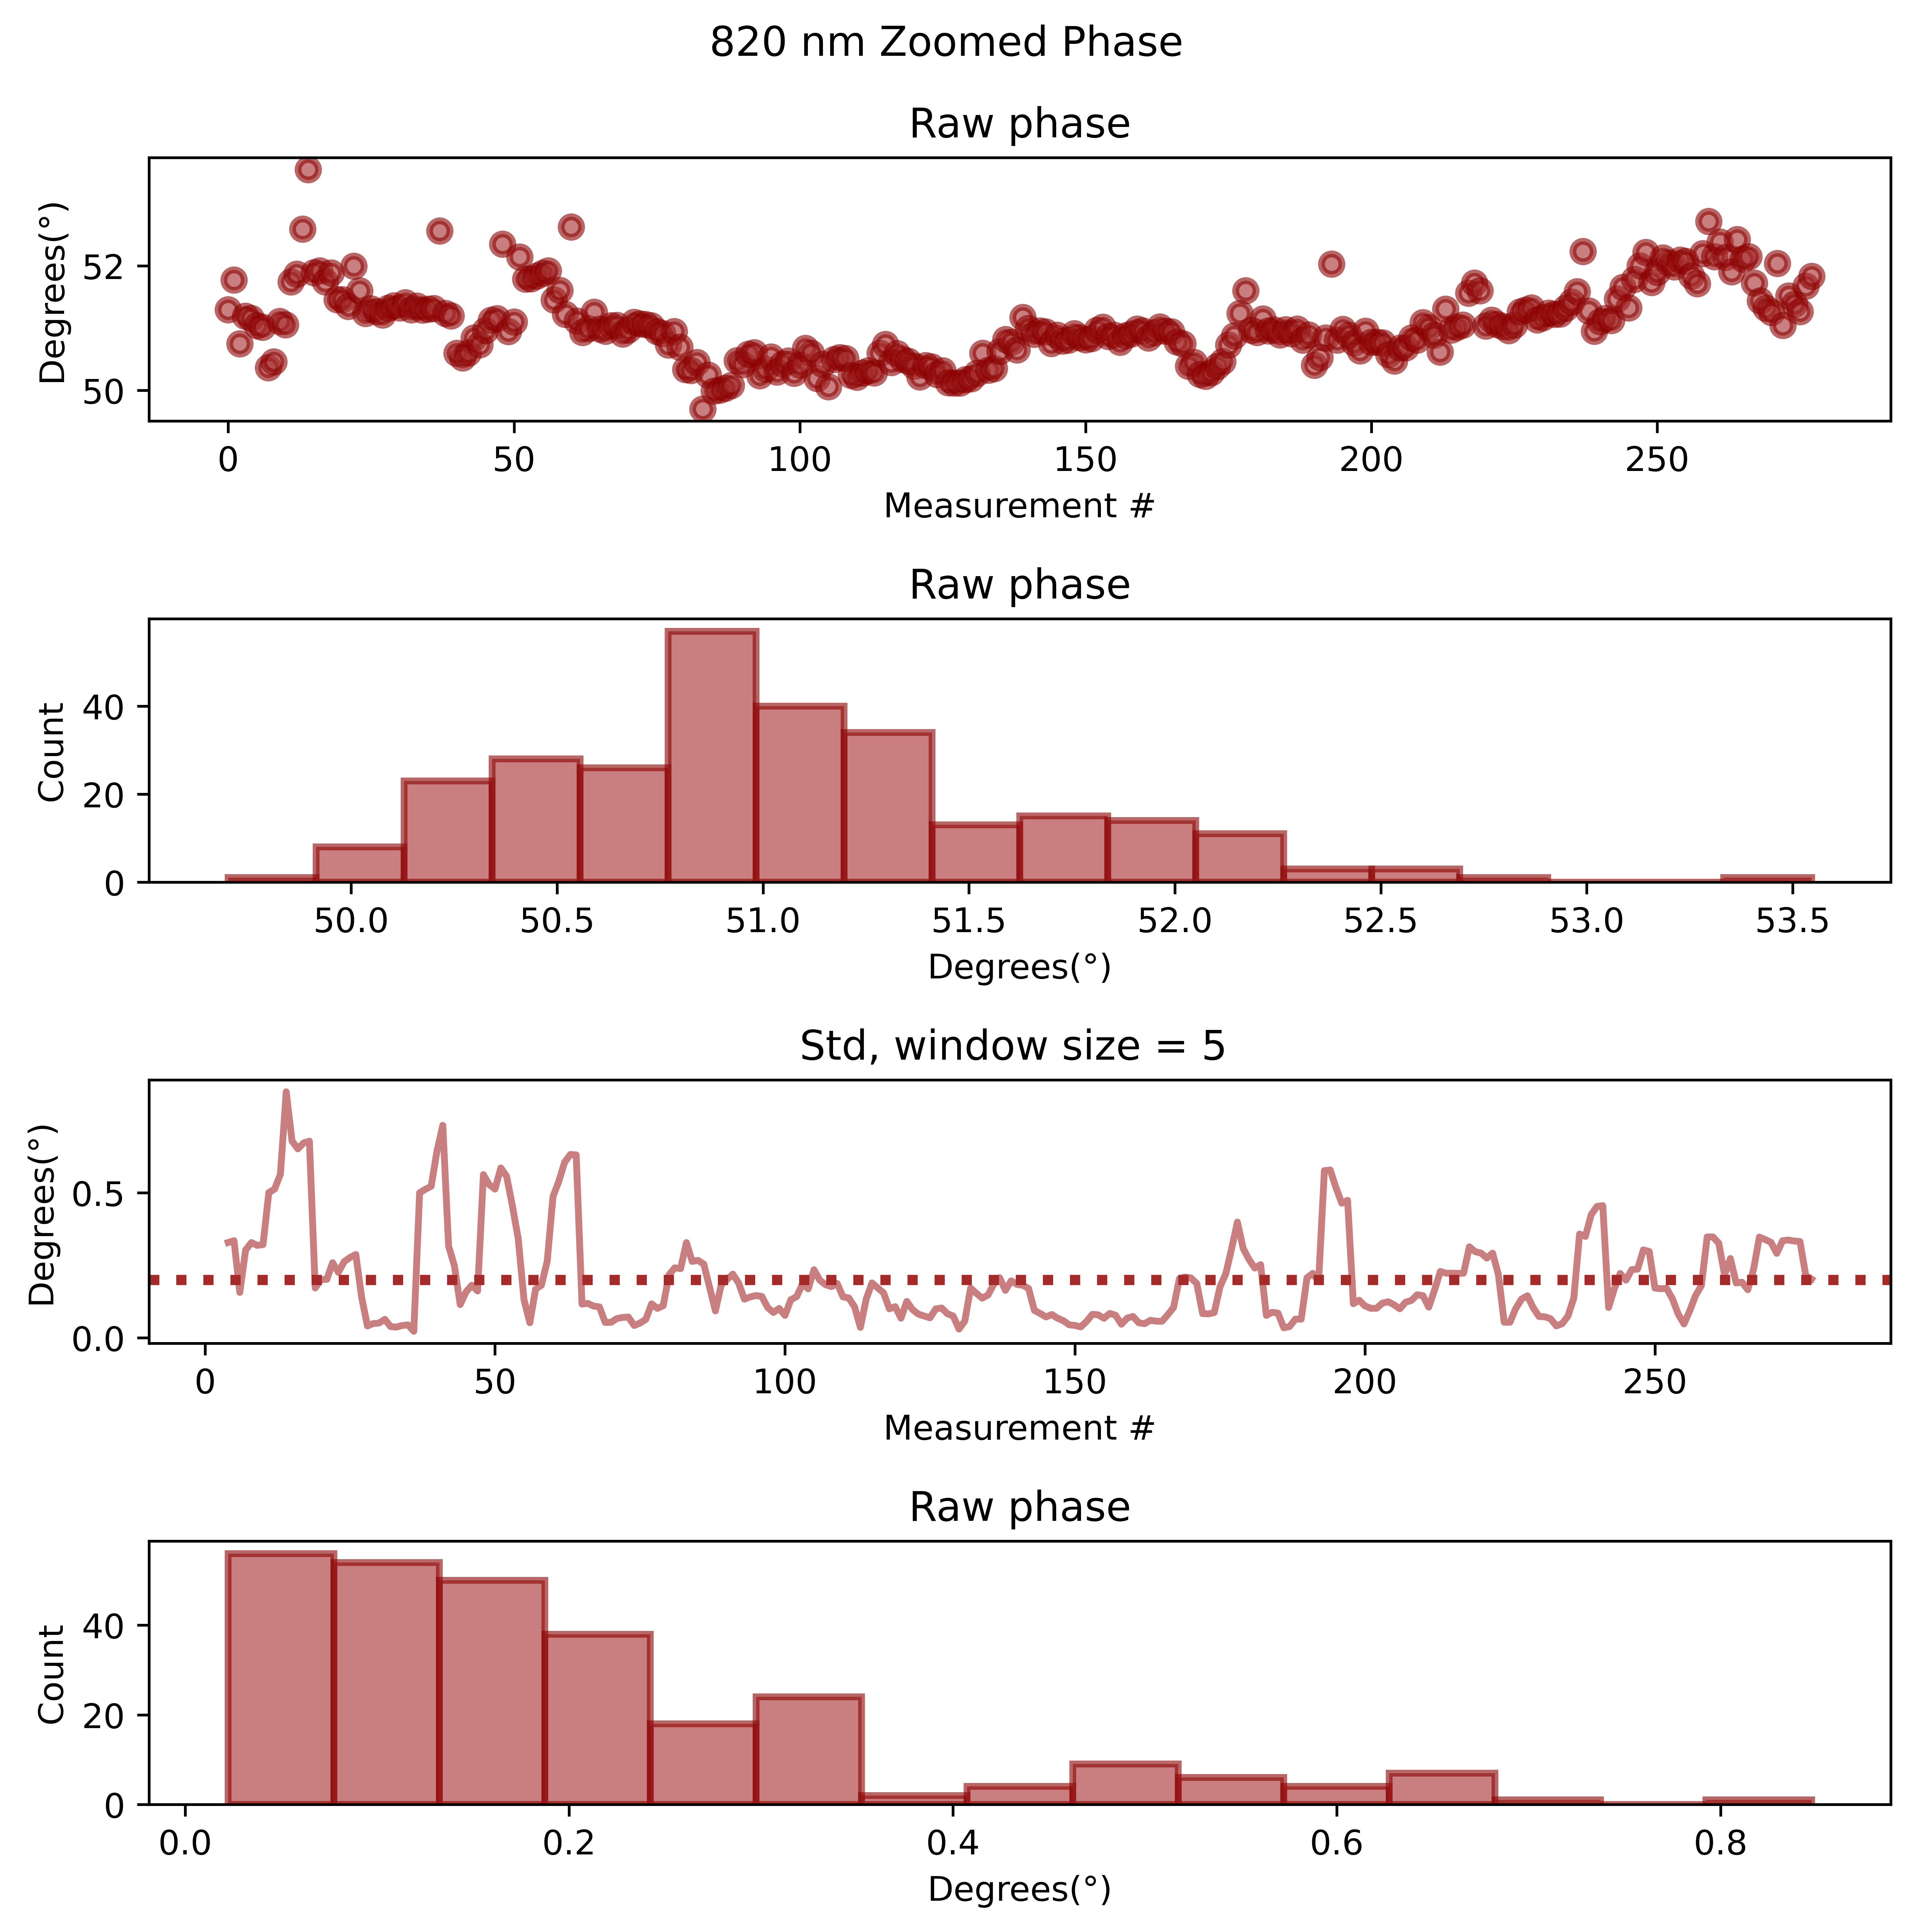 820 nm Zoomed Phase
Raw phase
Degrees(°)
52
50
0 50 100 150 200 250
Measurement #
Raw phase
Count
40
20
0
50.0 50.5 51.0 51.5 52.0 52.5 53.0 53.5
Degrees(°)
Std, window size = 5
Degrees(°)
0.5
0.0
0 50 100 150 200 250
Measurement #
Raw phase
Count
40
20
0
0.0 0.2 0.4 0.6 0.8
Degrees(°)